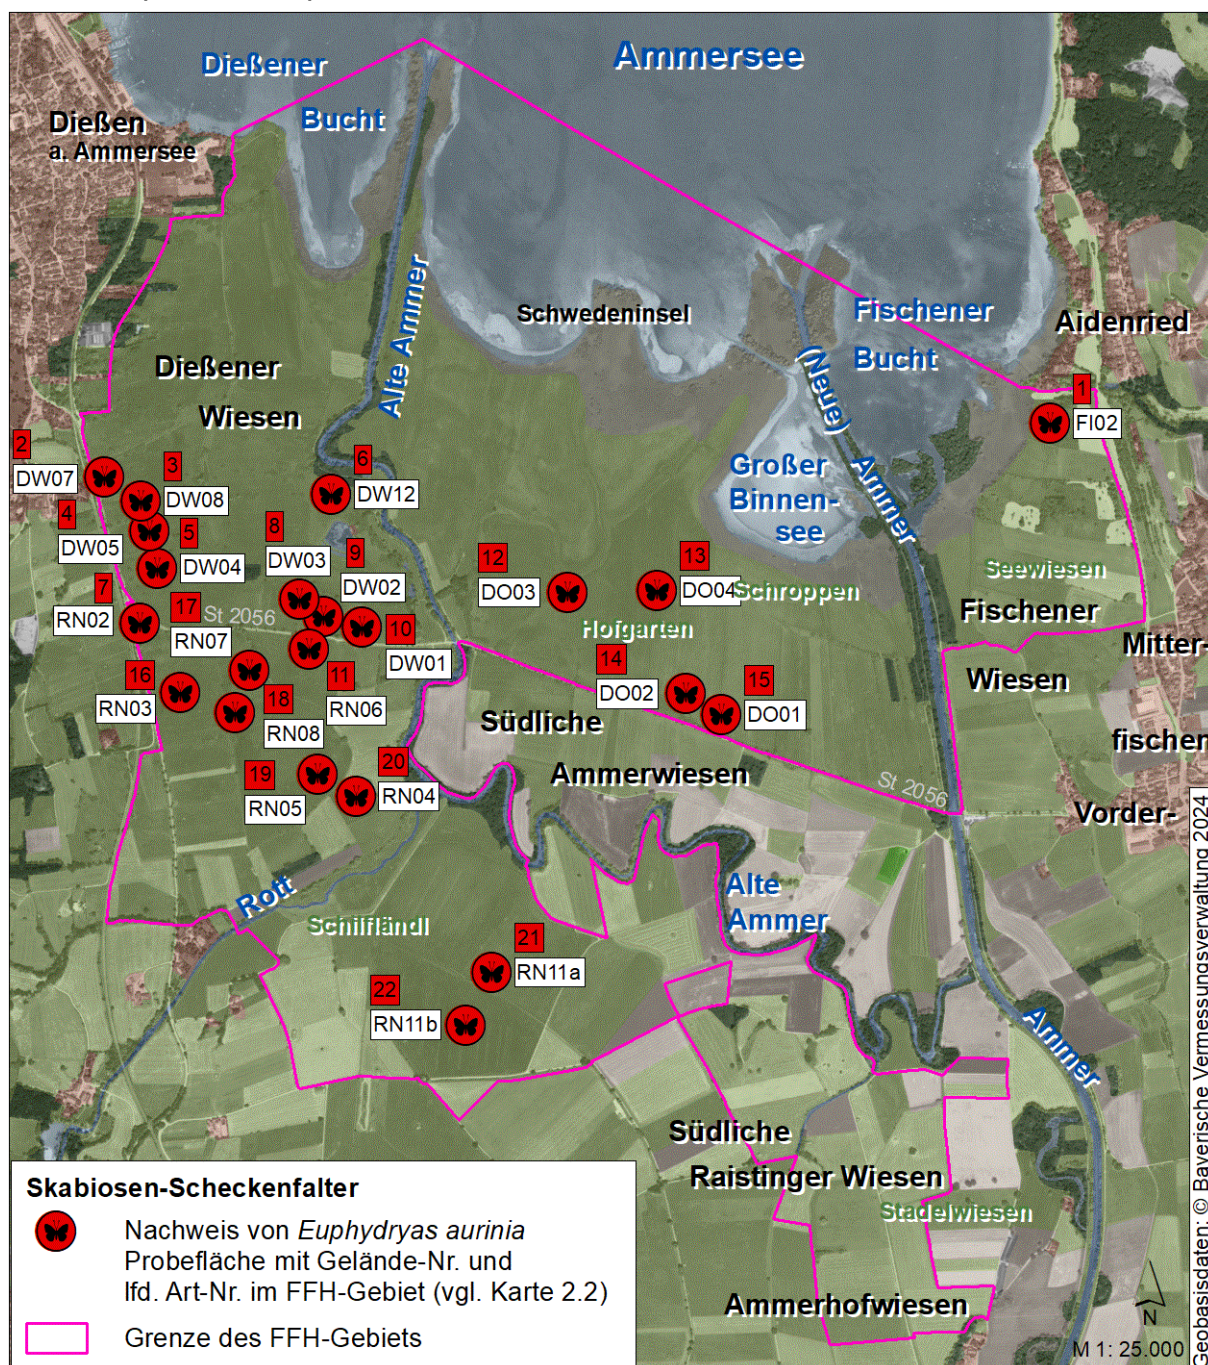 Ammersee
Dießener
Bucht
Dießen
a. Ammersee
Alte Ammer
Schwedeninsel
Fischener
Bucht
Aidenried
(Neue)
Ammer
Dießener
Wiesen
Großer
Binnen-
see
1
FI02
2
DW07
3
DW08
4
DW05
5
DW04
6
DW12
7
RN02
8
DW03
9
DW02
10
DW01
11
RN06
12
DO03
13
DO04
Schroppen
Seewiesen
Fischener
Wiesen
Hofgarten
14
DO02
15
DO01
16
RN03
17
RN07
St 2056
18
RN08
19
RN05
20
RN04
Südliche
Ammerwiesen
St 2056
Mitter-
fischen
Vorder-
Rott
Schilfländl
Alte
Ammer
21
RN11a
22
RN11b
Ammer
Südliche
Raistinger Wiesen
Stadelwiesen
Ammerhofwiesen
Skabiosen-Scheckenfalter
Nachweis von Euphydryas aurinia
Probefläche mit Gelände-Nr. und
lfd. Art-Nr. im FFH-Gebiet (vgl. Karte 2.2)
Grenze des FFH-Gebiets
N
M 1: 25.000
Geobasisdaten: © Bayerische Vermessungsverwaltung 2024